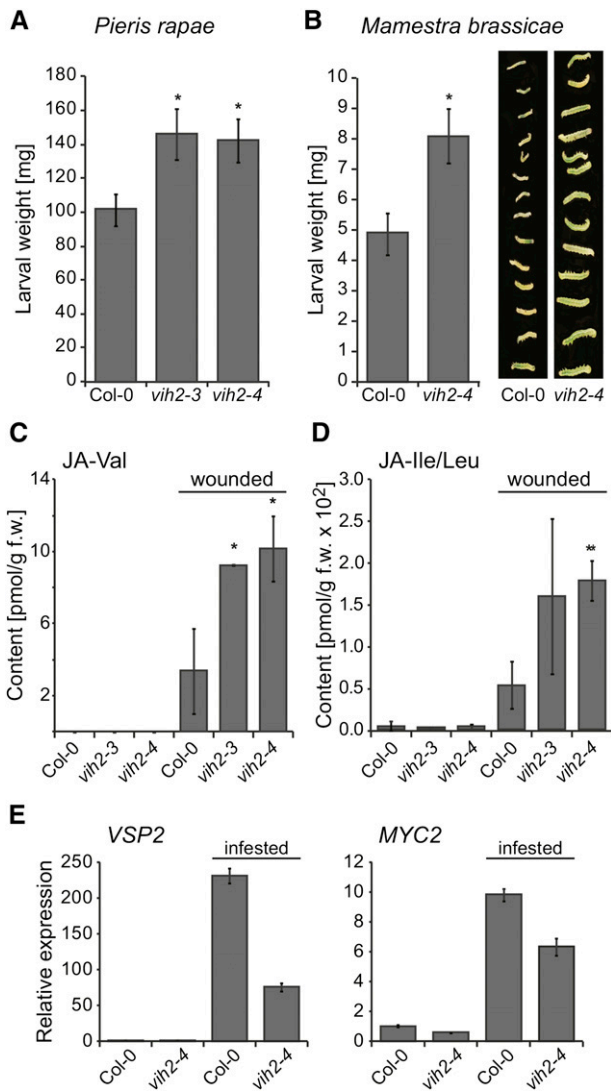 A Pieris rapae
Larval weight [mg]
180
160
140
120
100
80
60
40
20
0
*
*
Col-0 vih2-3 vih2-4
B Mamestra brassicae
Larval weight [mg]
10
9
8
7
6
5
4
3
2
1
0
*
Col-0 vih2-4
Col-0 vih2-4
C JA-Val
Content [pmol/g f.w.]
14
10
6
2
wounded
*
*
Col-0 vih2-3 vih2-4 Col-0 vih2-3 vih2-4
D JA-Ile/Leu
Content [pmol/g f.w. x 10²]
3.0
2.5
2.0
1.5
1.0
0.5
0.0
wounded
**
Col-0 vih2-3 vih2-4 Col-0 vih2-3 vih2-4
E VSP2
Relative expression
250
200
150
100
50
0
infested
Col-0 vih2-4 Col-0 vih2-4
MYC2
12
10
8
6
4
2
0
infested
Col-0 vih2-4 Col-0 vih2-4